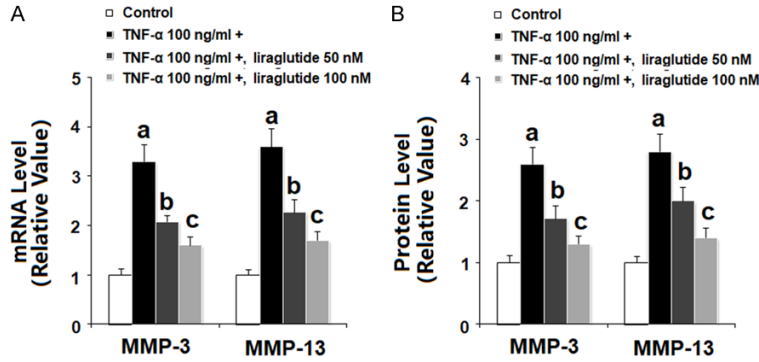 A
Control
TNF-α 100 ng/ml +
TNF-α 100 ng/ml +, liraglutide 50 nM
TNF-α 100 ng/ml +, liraglutide 100 nM
mRNA Level
(Relative Value)
5
4
3
2
1
0
a
b
c
a
b
c
MMP-3
MMP-13
B
Control
TNF-α 100 ng/ml +
TNF-α 100 ng/ml +, liraglutide 50 nM
TNF-α 100 ng/ml +, liraglutide 100 nM
Protein Level
(Relative Value)
4
3
2
1
0
a
b
c
a
b
c
MMP-3
MMP-13